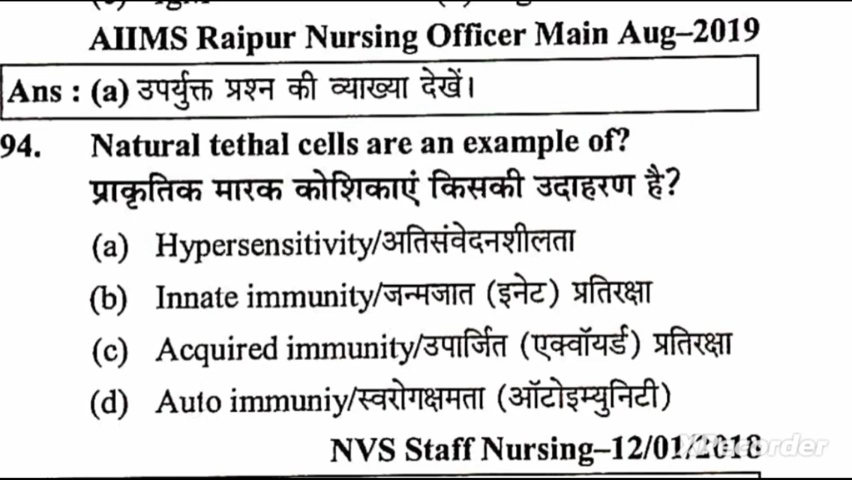 AIIMS Raipur Nursing Officer Main Aug–2019
Ans : (a) उपर्युक्त प्रश्न की व्याख्या देखें।
94. Natural tethal cells are an example of?
प्राकृतिक मारक कोशिकाएं किसकी उदाहरण है?
(a) Hypersensitivity/अतिसंवेदनशीलता
(b) Innate immunity/जन्मजात (इनेट) प्रतिरक्षा
(c) Acquired immunity/उपार्जित (एक्वॉयर्ड) प्रतिरक्षा
(d) Auto immuniy/स्वरोगक्षमता (ऑटोइम्युनिटी)
NVS Staff Nursing–12/01/2018
XRecorder